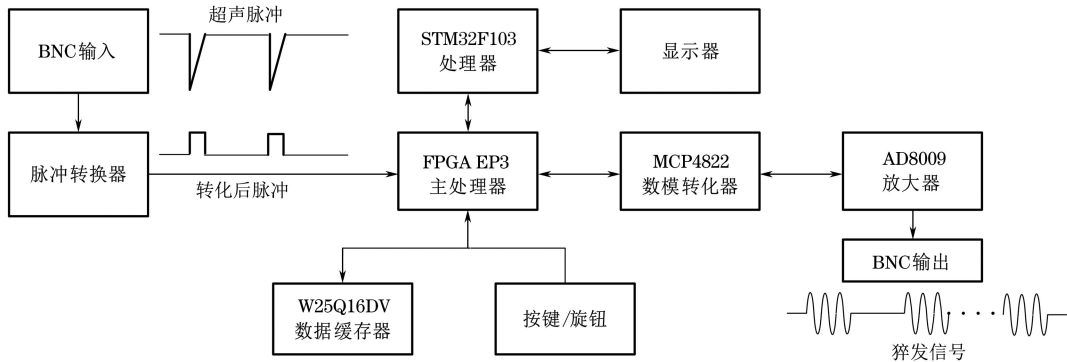 超声脉冲
BNC输入
STM32F103
处理器
显示器
脉冲转换器
转化后脉冲
FPGA EP3
主处理器
MCP4822
数模转化器
AD8009
放大器
BNC输出
W25Q16DV
数据缓存器
按键/旋钮
猝发信号